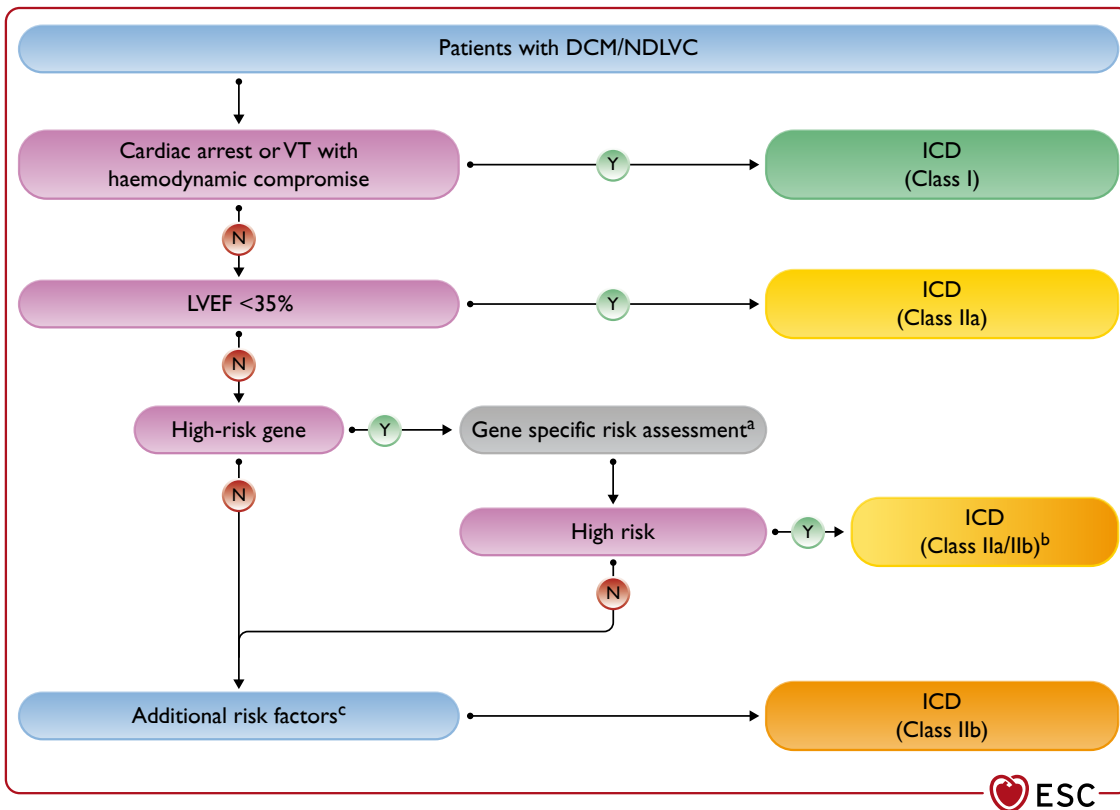 Patients with DCM/NDLVC
Cardiac arrest or VT with
haemodynamic compromise
Y
ICD
(Class I)
N
LVEF <35%
Y
ICD
(Class IIa)
N
High-risk gene
Y
Gene specific risk assessmentᵃ
N
High risk
Y
ICD
(Class IIa/IIb)ᵇ
N
Additional risk factorsᶜ
ICD
(Class IIb)
ESC